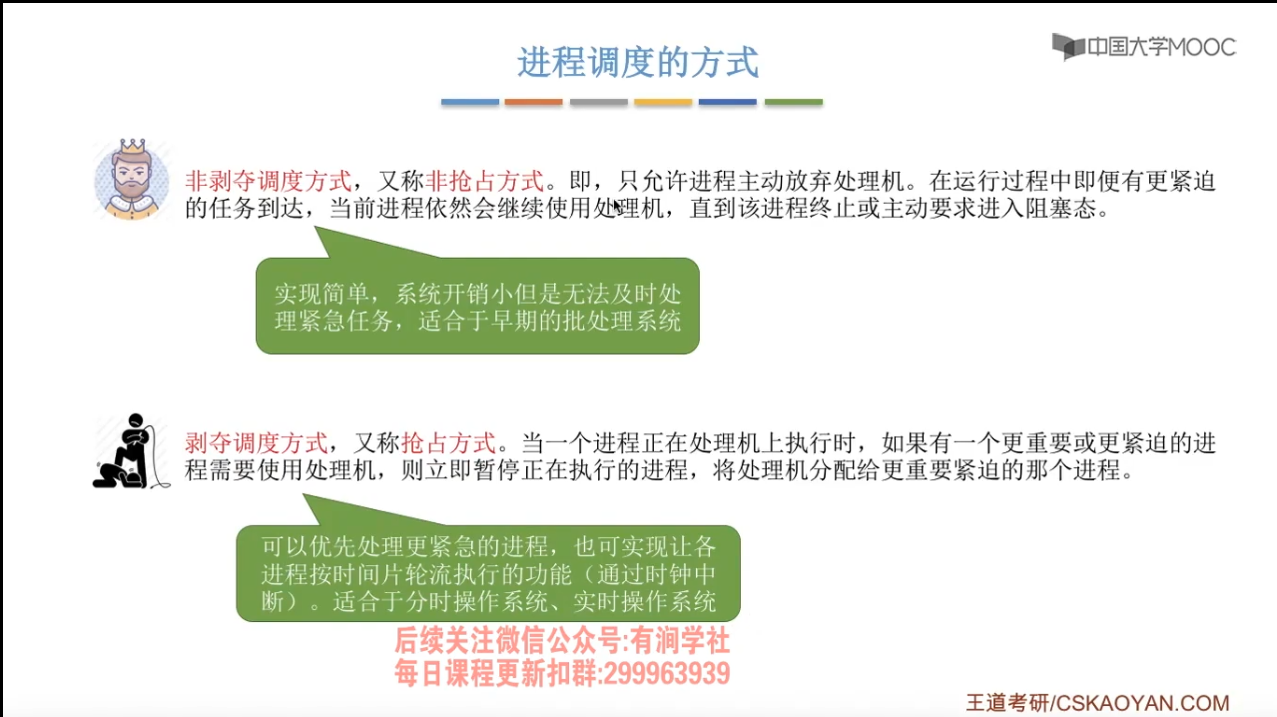 进程调度的方式
中国大学MOOC
非剥夺调度方式，又称非抢占方式。即，只允许进程主动放弃处理机。在运行过程中即便有更紧迫
的任务到达，当前进程依然会继续使用处理机，直到该进程终止或主动要求进入阻塞态。
实现简单，系统开销小但是无法及时处
理紧急任务，适合于早期的批处理系统
剥夺调度方式，又称抢占方式。当一个进程正在处理机上执行时，如果有一个更重要或更紧迫的进
程需要使用处理机，则立即暂停正在执行的进程，将处理机分配给更重要紧迫的那个进程。
可以优先处理更紧急的进程，也可实现让各
进程按时间片轮流执行的功能（通过时钟中
断）。适合于分时操作系统、实时操作系统
后续关注微信公众号:有涧学社
每日课程更新扣群:299963939
王道考研/CSKAOYAN.COM